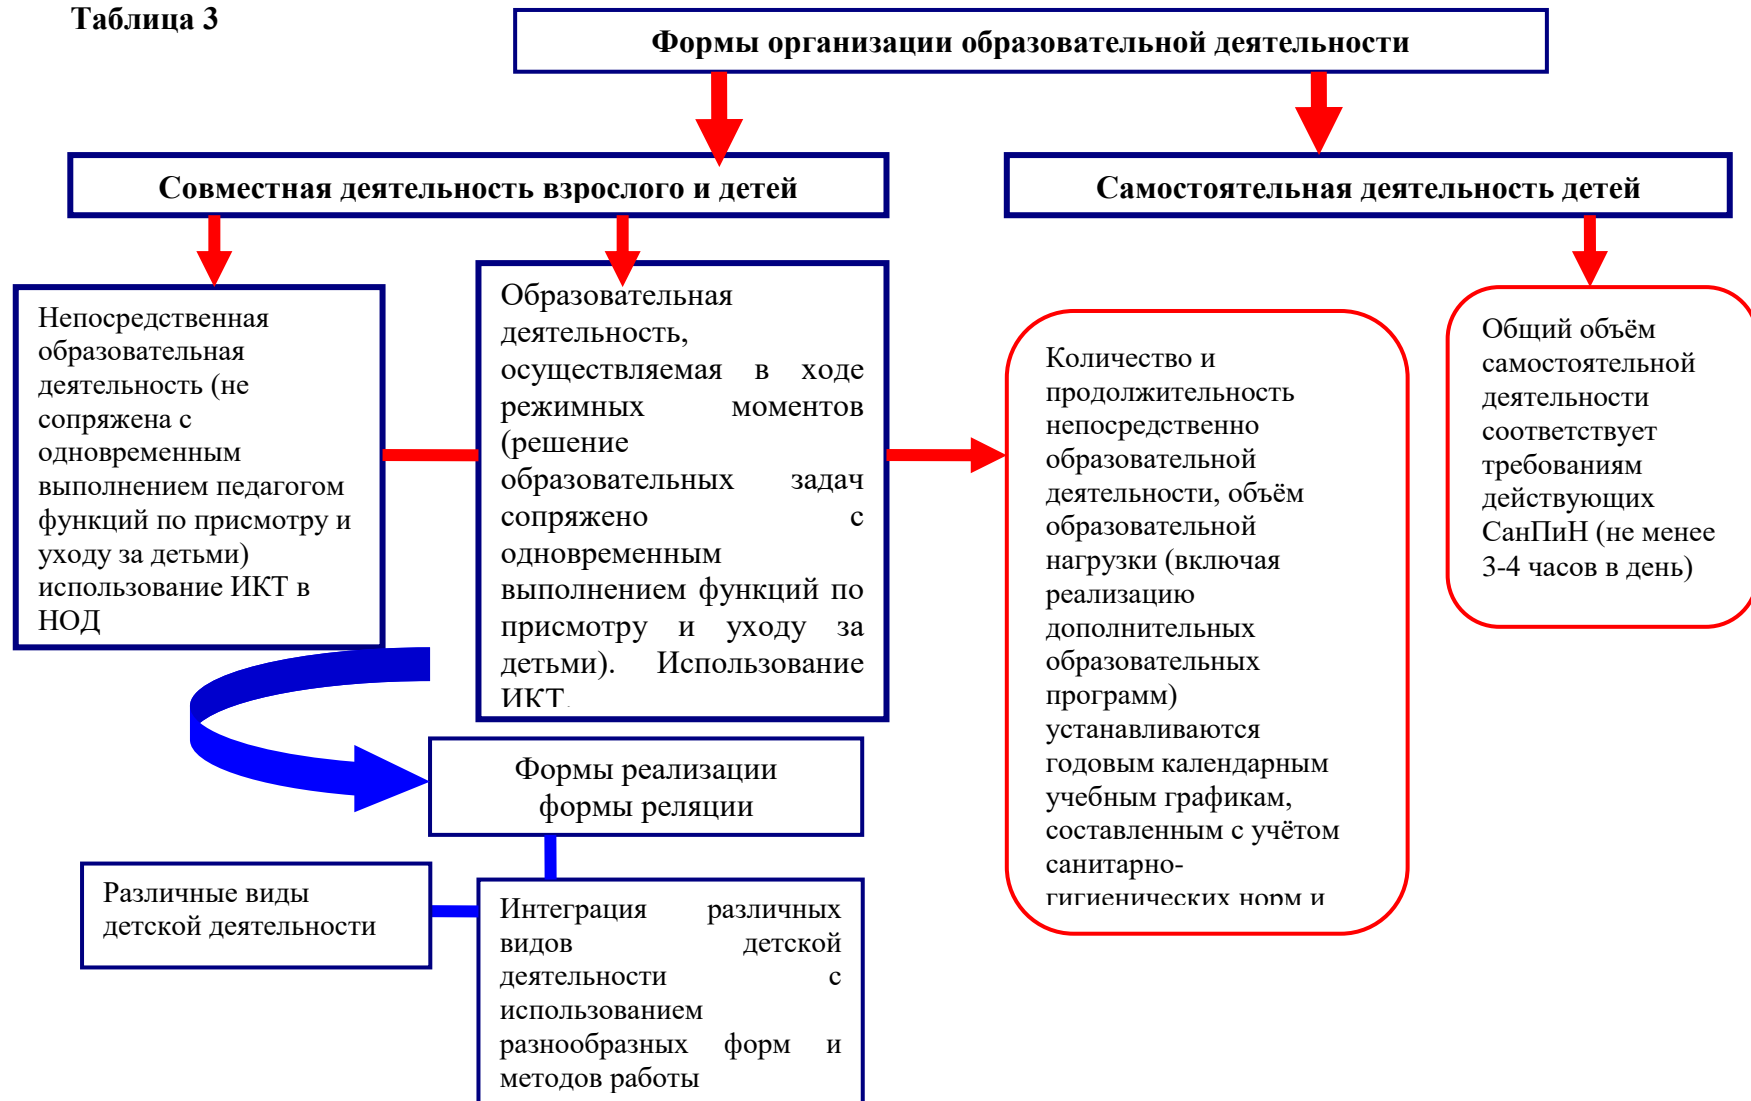 Таблица 3
Формы организации образовательной деятельности
Совместная деятельность взрослого и детей
Самостоятельная деятельность детей
Непосредственная
образовательная
деятельность (не
сопряжена с
одновременным
выполнением педагогом
функций по присмотру и
уходу за детьми)
использование ИКТ в
НОД
Образовательная
деятельность,
осуществляемая в ходе
режимных моментов
(решение
образовательных задач
сопряжено с
одновременным
выполнением функций по
присмотру и уходу за
детьми). Использование
ИКТ.
Количество и
продолжительность
непосредственно
образовательной
деятельности, объём
образовательной
нагрузки (включая
реализацию
дополнительных
образовательных
программ)
устанавливаются
годовым календарным
учебным графикам,
составленным с учётом
санитарно-
гигиенических норм и
Общий объём
самостоятельной
деятельности
соответствует
требованиям
действующих
СанПиН (не менее
3-4 часов в день)
Формы реализации
формы реляции
Различные виды
детской деятельности
Интеграция различных
видов детской
деятельности с
использованием
разнообразных форм и
методов работы